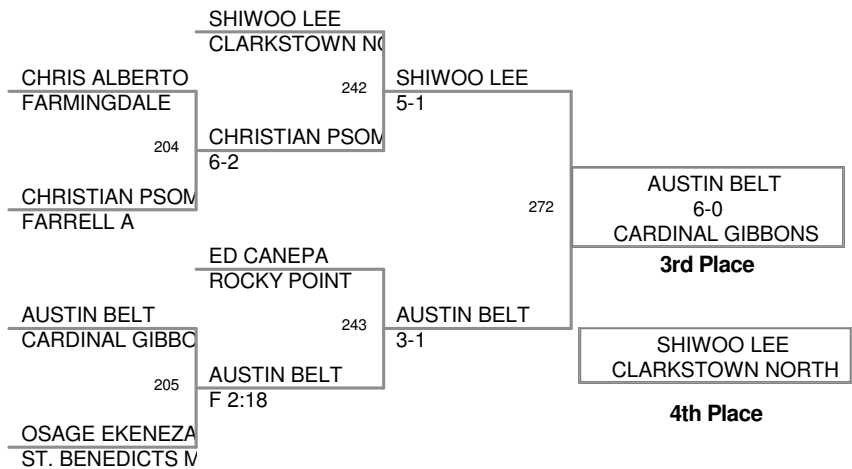 SHIWOO LEE
CLARKSTOWN NO
CHRIS ALBERTO
FARMINGDALE
242
SHIWOO LEE
5-1
204
CHRISTIAN PSOM
6-2
CHRISTIAN PSOM
FARRELL A
272
AUSTIN BELT
6-0
CARDINAL GIBBONS
3rd Place
ED CANEPA
ROCKY POINT
AUSTIN BELT
CARDINAL GIBBO
243
AUSTIN BELT
3-1
205
AUSTIN BELT
F 2:18
SHIWOO LEE
CLARKSTOWN NORTH
4th Place
OSAGE EKENEZA
ST. BENEDICTS M